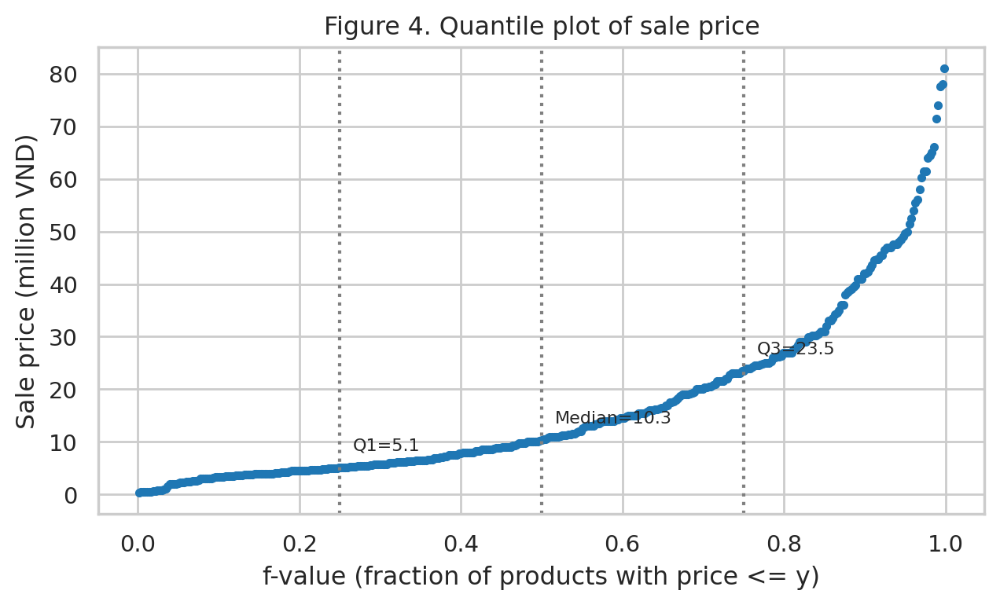 Figure 4. Quantile plot of sale price
80
70
60
50
40
30
20
10
0
Sale price (million VND)
Q1=5.1
Median=10.3
Q3=23.5
0.0 0.2 0.4 0.6 0.8 1.0
f-value (fraction of products with price <= y)